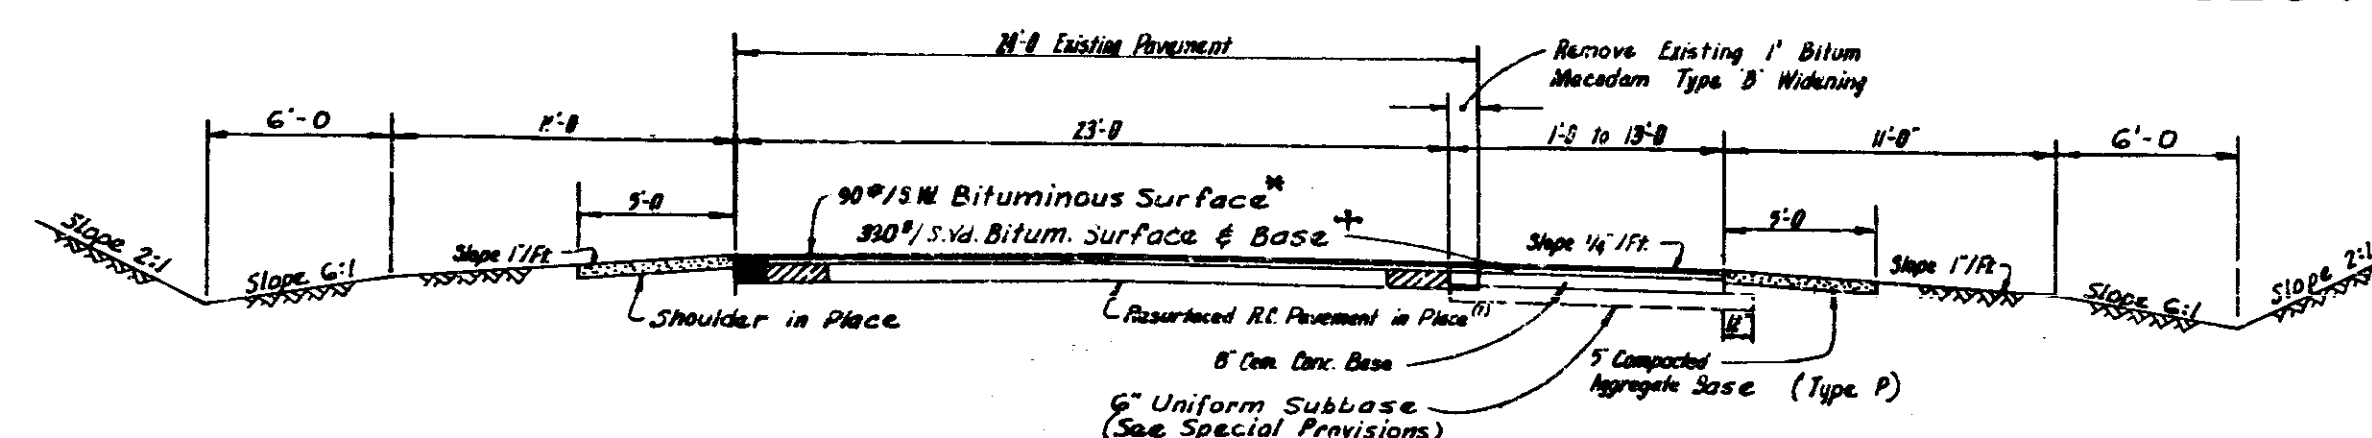 24'-0 Existing Pavement
Remove Existing 1' Bitum
Macadam Type 'B' Widening
6'-0
23'-0
1'-0 to 13'-0
11'-0"
6'-0
5'-0
90#/S.Yd. Bituminous Surface*
330#/S.Yd. Bitum. Surface & Base+
5'-0
Slope 2:1
Slope 6:1
Slope 1"/Ft
Slope 1/4"/Ft.
Slope 1"/Ft
Slope 6:1
Slope 2:1
Shoulder in Place
Resurfaced R.C. Pavement in Place(1)
12"
8" Cem. Conc. Base
5" Compacted
Aggregate Base (Type P)
6" Uniform Subbase
(See Special Provisions)